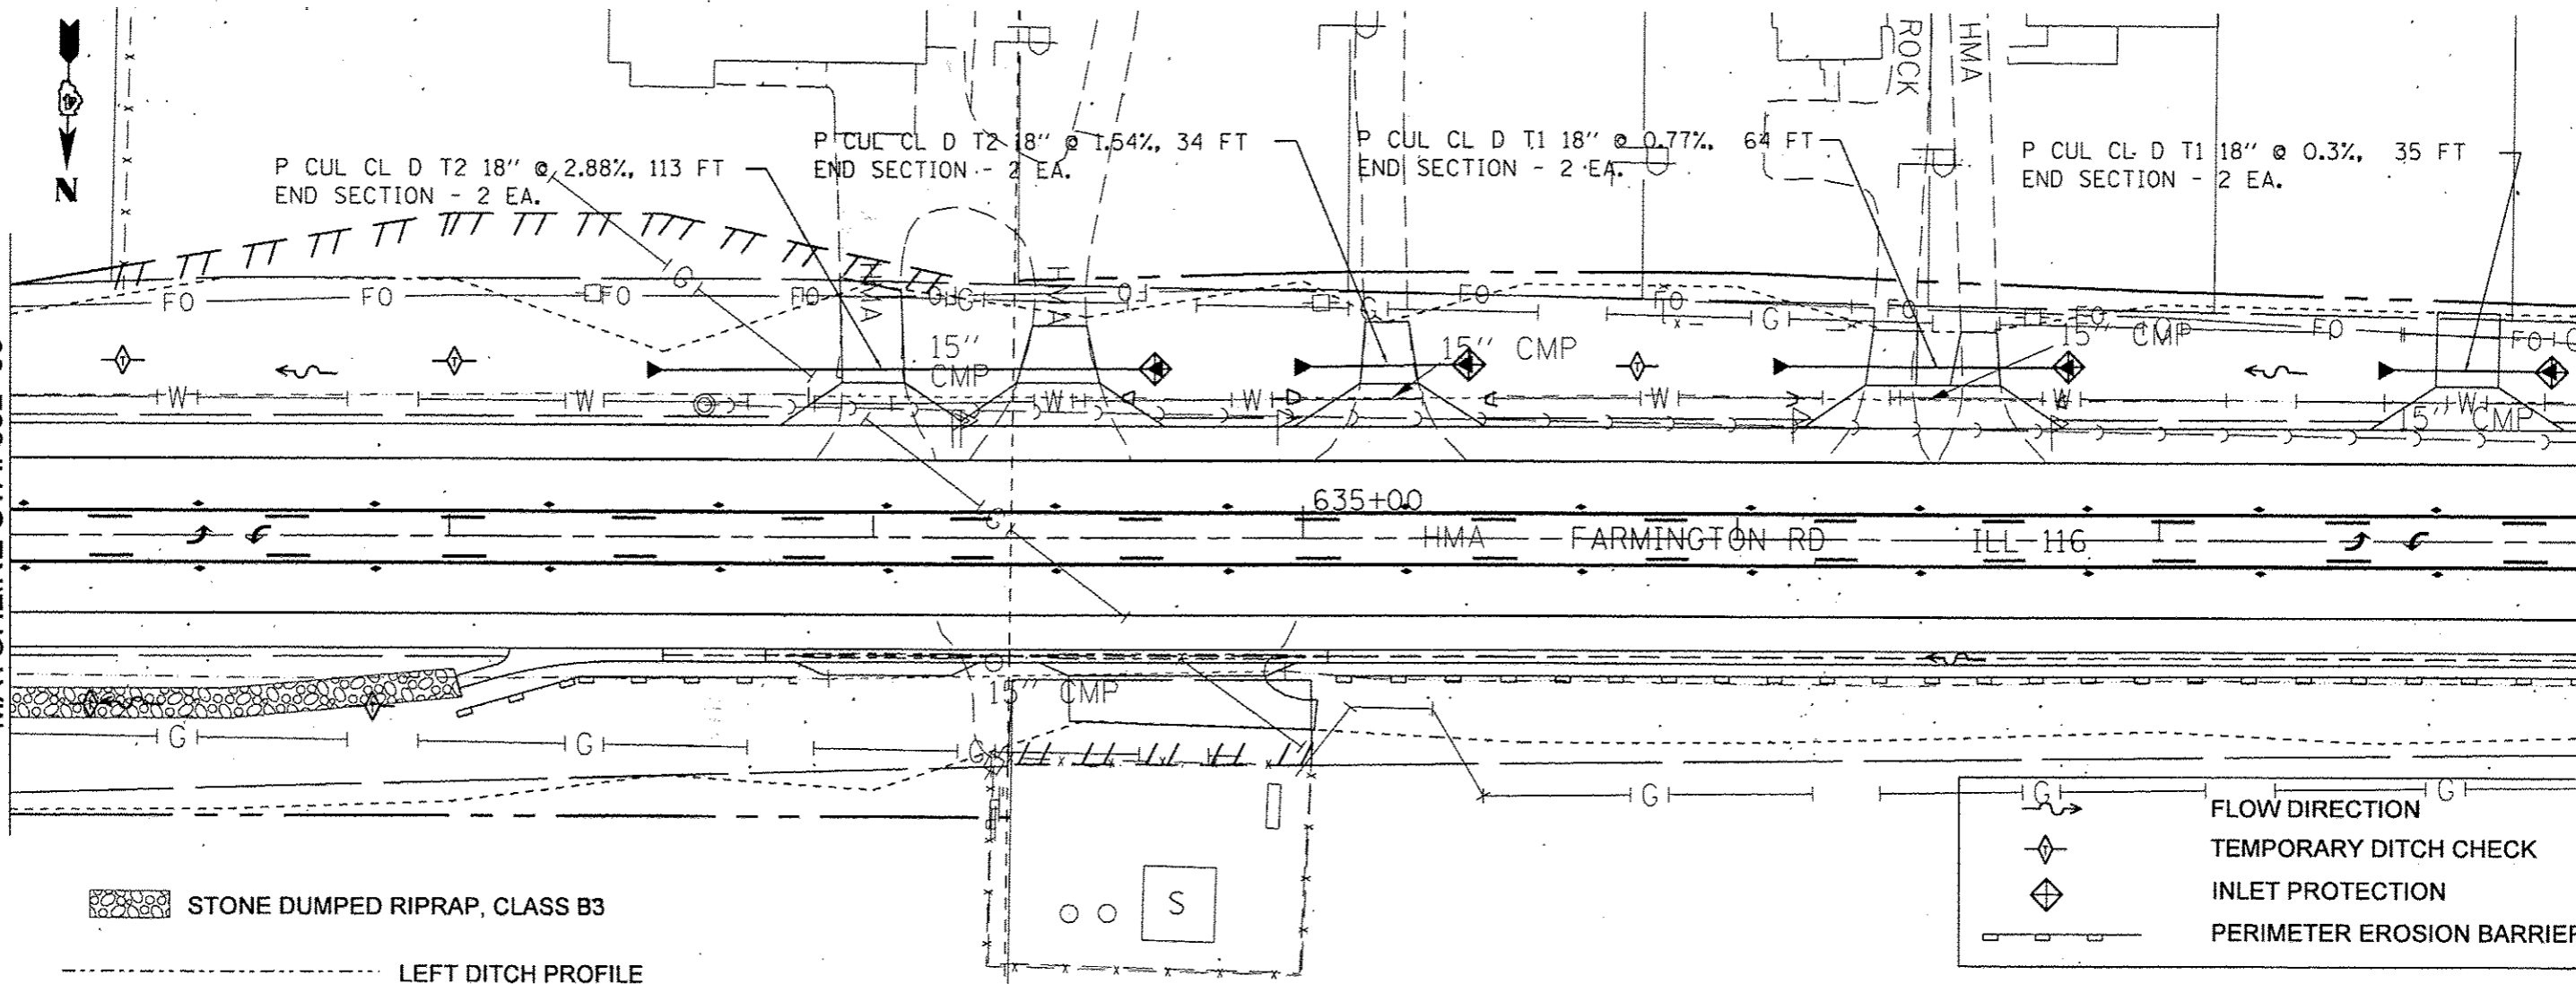 ROCK
HMA
P CUL CL D T2 18" @ 2.88%, 113 FT
END SECTION - 2 EA.
P CUL CL D T2 18" @ 1.54%, 34 FT
END SECTION - 2 EA.
P CUL CL D T1 18" @ 0.77%, 64 FT
END SECTION - 2 EA.
P CUL CL D T1 18" @ 0.3%, 35 FT
END SECTION - 2 EA.
N
G
FO
FO
FO
FO
HMA
G
HMA
G
FO
FO
G
FO
FO
FO
FO
15"
CMP
15" CMP
15" CMP
15" CMP
T
T
T
W
W
W
W
W
W
W
635+00
G
HMA
FARMINGTON RD
ILL 116
15" CMP
G
G
G
G
G
G
S
FLOW DIRECTION
TEMPORARY DITCH CHECK
INLET PROTECTION
PERIMETER EROSION BARRIER
STONE DUMPED RIPRAP, CLASS B3
LEFT DITCH PROFILE